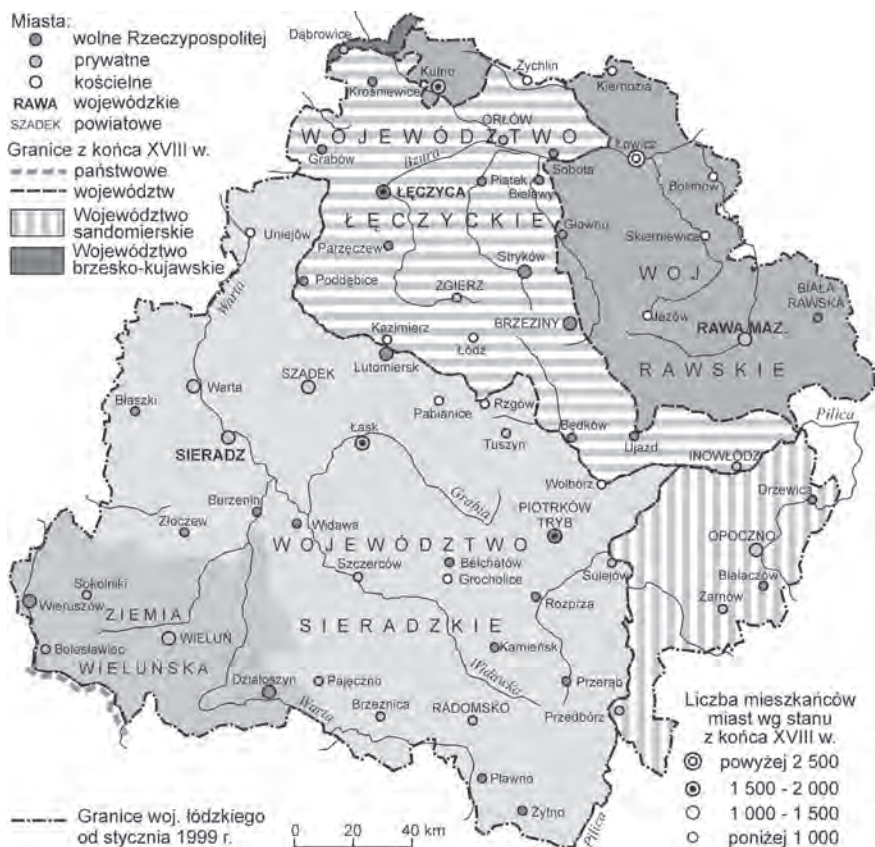 Miasta:
wolne Rzeczypospolitej
prywatne
kościelne
RAWA wojewódzkie
SZADEK powiatowe
Granice z końca XVIII w.
państwowe
województw
Województwo
sandomierskie
Województwo
brzesko-kujawskie
Dąbrowice
Krośniewice
Kutno
Żychlin
Kiernozia
ORŁÓW
WOJEWÓDZTWO
Łowicz
Grabów
Bzura
Sobota
Bolimów
ŁĘCZYCA
Piątek
Bielawy
ŁĘCZYCKIE
Uniejów
Głowno
Skierniewice
Parzęczew
Stryków
WOJ
BIAŁA
RAWSKA
Poddębice
ZGIERZ
Jeżów
Warta
RAWA MAZ.
Kazimierz
BRZEZINY
Łódź
Lutomiersk
RAWSKIE
Warta
SZADEK
Błaszki
Pabianice
Rzgów
Pilica
Łask
Tuszyn
Będków
Ujazd
SIERADZ
INOWŁÓDZ
Wolbórz
Drzewica
Grabia
Burzenin
PIOTRKÓW
TRYB
Złoczew
Widawa
OPOCZNO
WOJEWÓDZTWO
Bełchatów
Szczerców
Grocholice
Sulejów
Białaczów
Sokolniki
Żarnów
Wieruszów
ZIEMIA
Rozprza
SIERADZKIE
WIELUŃ
Kamieńsk
Bolesławiec
WIELUŃSKA
Widawka
Działoszyn
Pajęczno
Przerąb
Warta
Brzeźnica
RADOMSKO
Przedbórz
Pławno
Żytno
Pilica
Liczba mieszkańców
miast wg stanu
z końca XVIII w.
powyżej 2 500
1 500 - 2 000
1 000 - 1 500
poniżej 1 000
Granice woj. łódzkiego
od stycznia 1999 r.
0 20 40 km